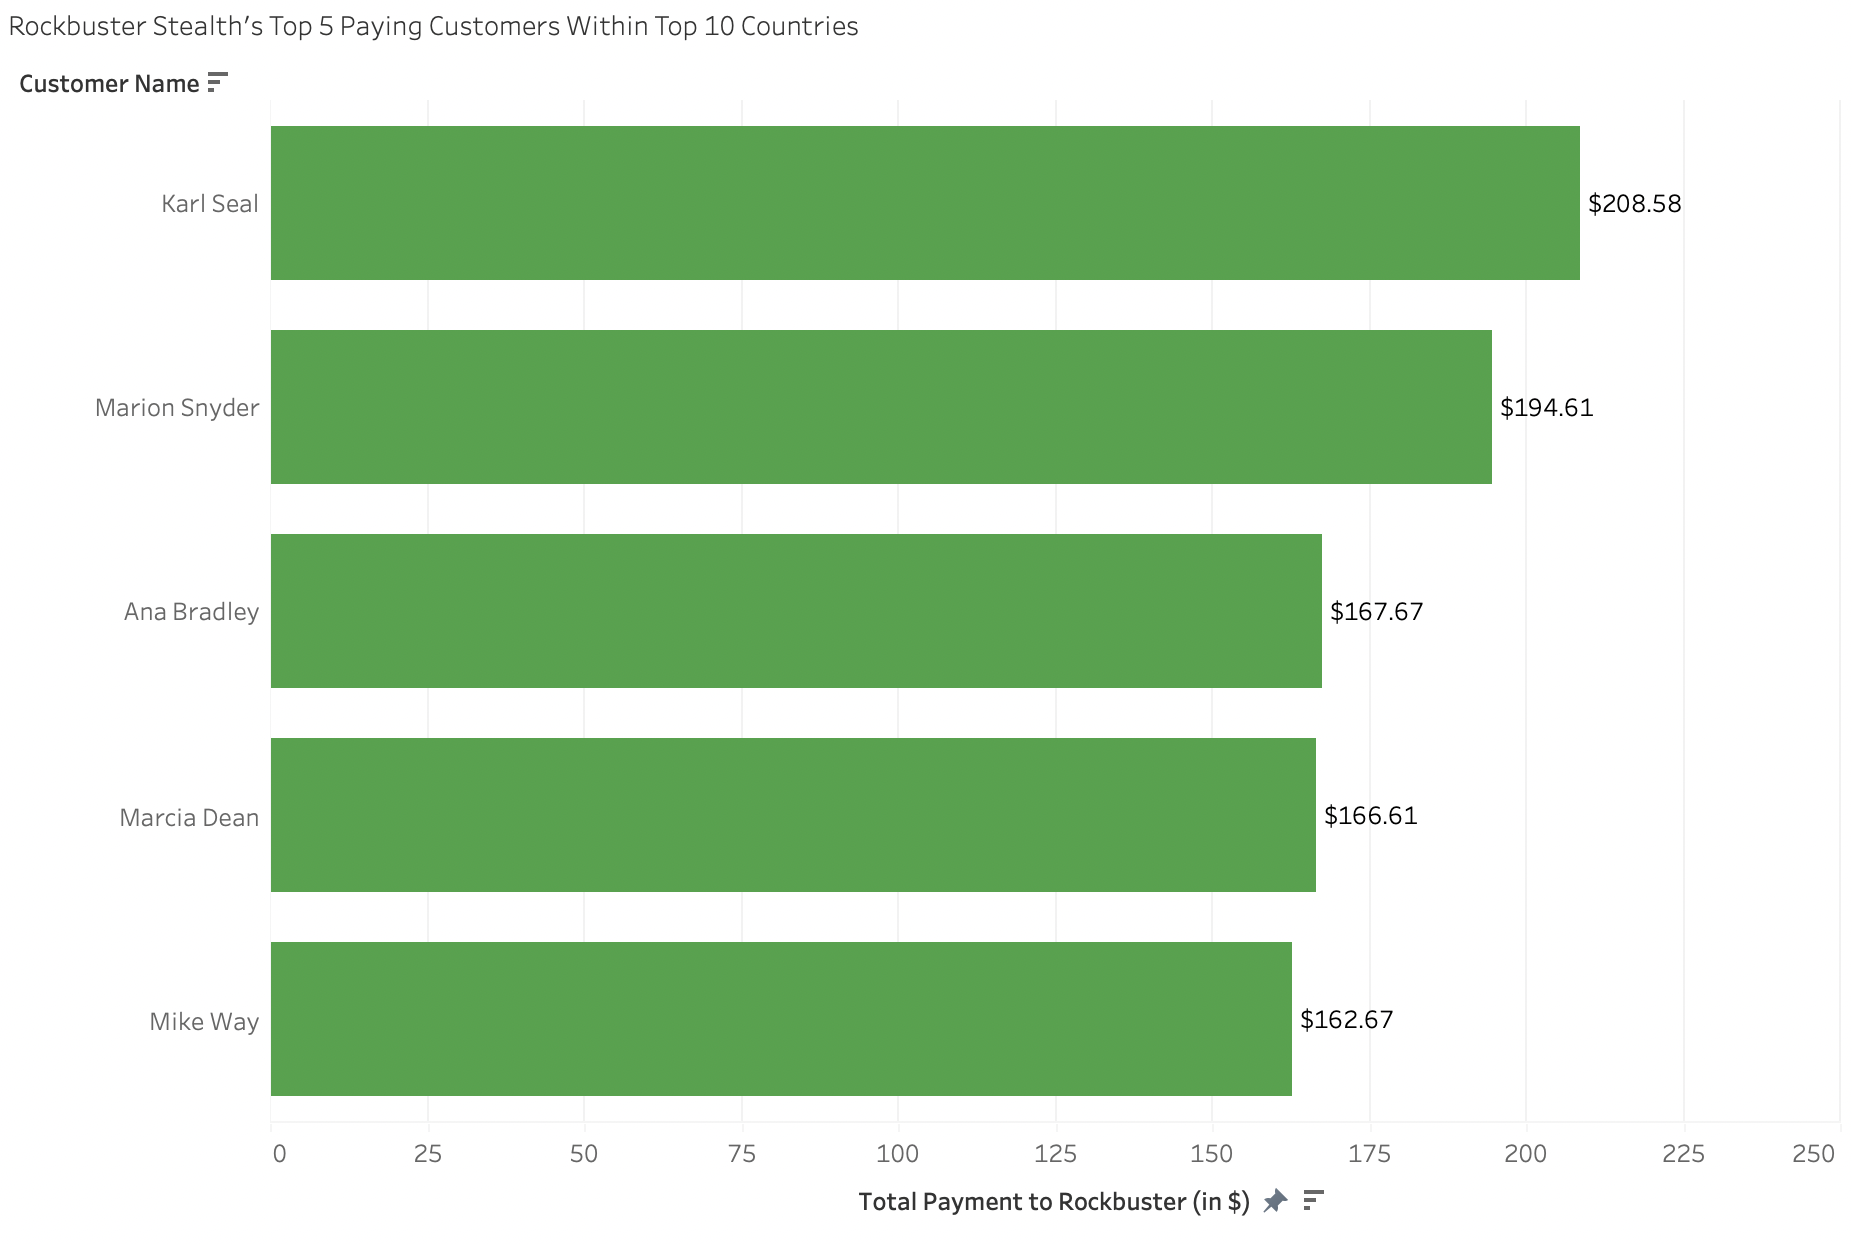 Rockbuster Stealth's Top 5 Paying Customers Within Top 10 Countries
Customer Name
Karl Seal
$208.58
Marion Snyder
$194.61
Ana Bradley
$167.67
Marcia Dean
$166.61
Mike Way
$162.67
0 25 50 75 100 125 150 175 200 225 250
Total Payment to Rockbuster (in $)